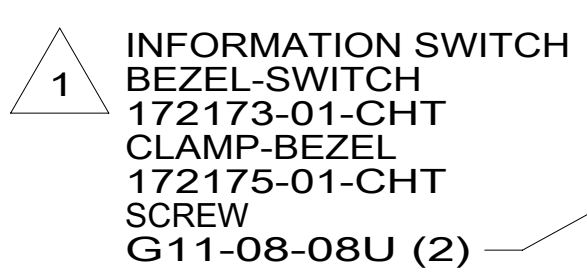 1
INFORMATION SWITCH
BEZEL-SWITCH
172173-01-CHT
CLAMP-BEZEL
172175-01-CHT
SCREW
G11-08-08U (2)